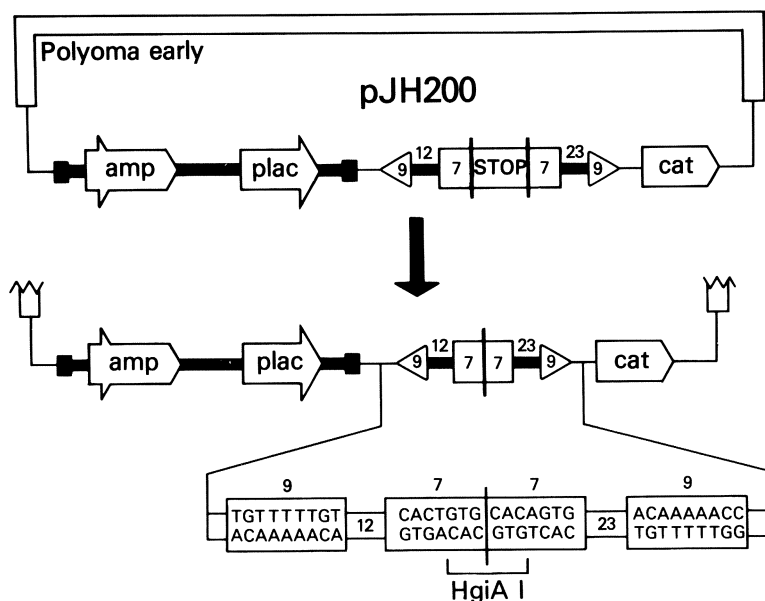 Polyoma early
pJH200
amp plac 9 12 7 STOP 7 23 9 cat
amp plac 9 12 7 7 23 9 cat
9 7 7 9
TGTTTTTGT 12 CACTGTG CACAGTG 23 ACAAAAACC
ACAAAAACA GTGACAC GTGTCAC TGTTTTTGG
HgiA I